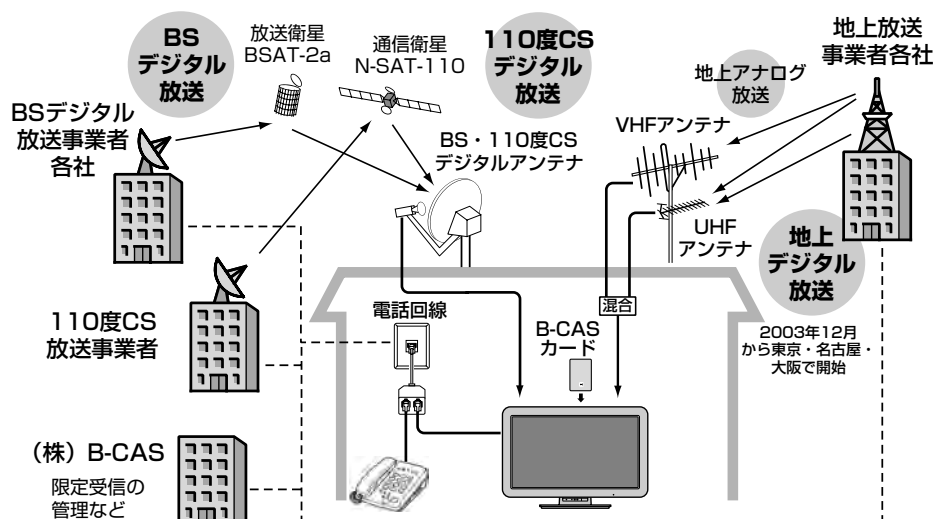 BS
デジタル
放送
放送衛星
BSAT-2a
通信衛星
N-SAT-110
110度CS
デジタル
放送
地上放送
事業者各社
地上アナログ
放送
BSデジタル
放送事業者
各社
BS・110度CS
デジタルアンテナ
VHFアンテナ
UHF
アンテナ
地上
デジタル
放送
2003年12月
から東京・名古屋・
大阪で開始
110度CS
放送事業者
電話回線
混合
B-CAS
カード
（株）B-CAS
限定受信の
管理など